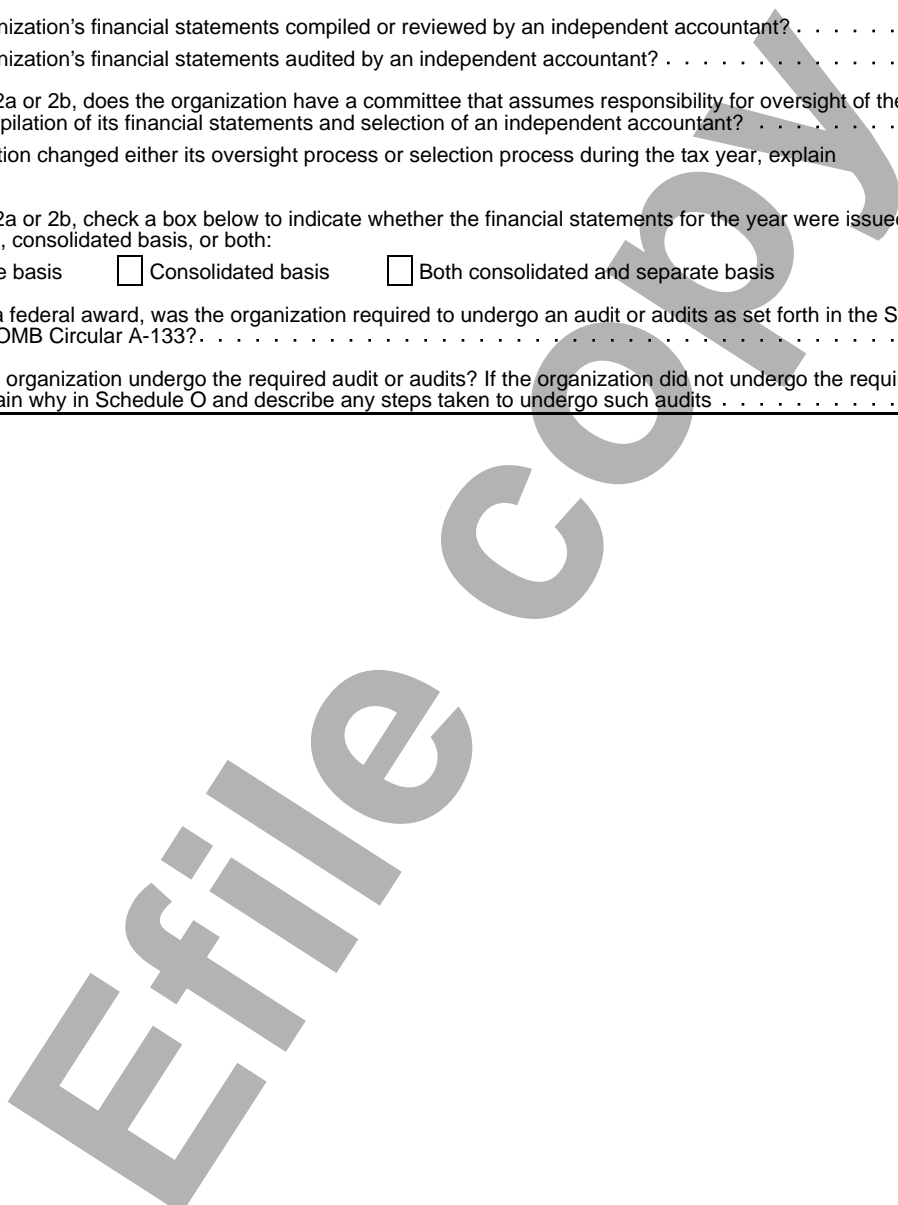 nization’s financial statements compiled or reviewed by an independent accountant? . . . . . .
nization’s financial statements audited by an independent accountant? . . . . . . . . . . . . .
2a or 2b, does the organization have a committee that assumes responsibility for oversight of the
pilation of its financial statements and selection of an independent accountant? . . . . . . . .
tion changed either its oversight process or selection process during the tax year, explain
2a or 2b, check a box below to indicate whether the financial statements for the year were issued
, consolidated basis, or both:
e basis Consolidated basis Both consolidated and separate basis
a federal award, was the organization required to undergo an audit or audits as set forth in the S
OMB Circular A-133? . . . . . . . . . . . . . . . . . . . . . . . . . . . . . . . . . . . . . .
organization undergo the required audit or audits? If the organization did not undergo the requi
ain why in Schedule O and describe any steps taken to undergo such audits . . . . . . . . . .
Efile copy